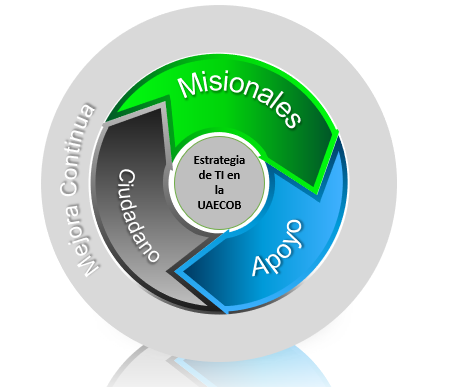 Misionales
Estrategia
de TI en
la
UAECOB
Apoyo
Ciudadano
Mejora Continua